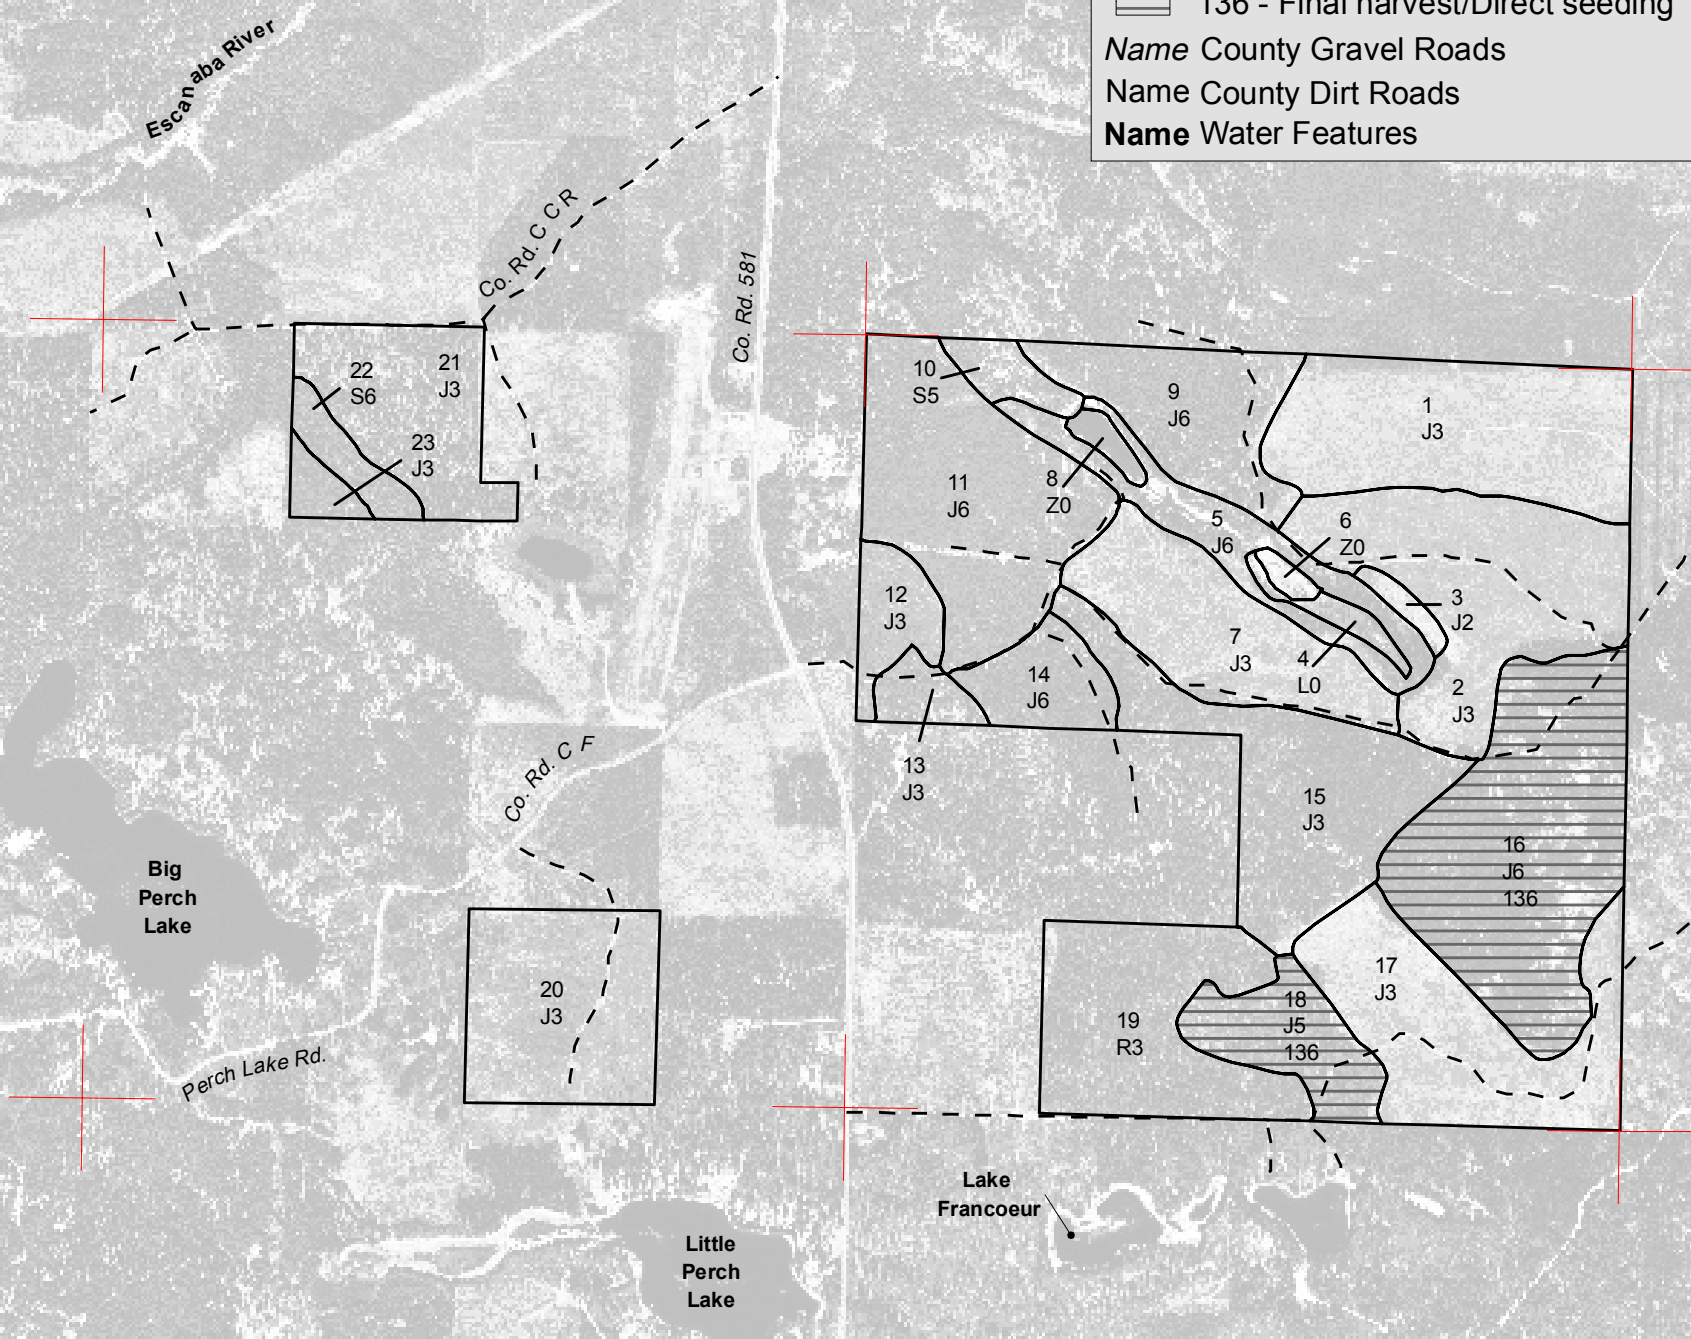 136 - Final harvest/Direct seeding
Name County Gravel Roads
Name County Dirt Roads
Name Water Features
Escanaba River
Co. Rd. C C R
Co. Rd. 581
22
S6
21
J3
23
J3
10
S5
9
J6
1
J3
8
Z0
11
J6
5
J6
6
Z0
12
J3
3
J2
7
J3
4
L0
14
J6
2
J3
13
J3
15
J3
16
J6
136
Co. Rd. C F
Big
Perch
Lake
17
J3
20
J3
18
J5
136
19
R3
Perch Lake Rd.
Lake
Francoeur
Little
Perch
Lake